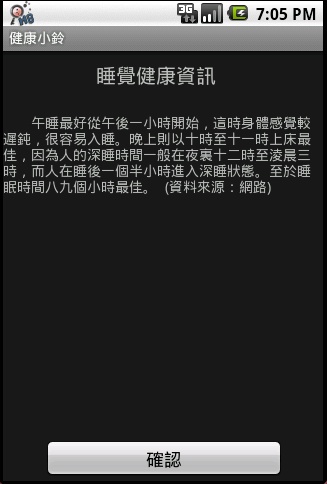 3G
7:05 PM
健康小鈴
睡覺健康資訊
午睡最好從午後一小時開始，這時身體感覺較
遲鈍，很容易入睡。晚上則以十時至十一時上床最
佳，因為人的深睡時間一般在夜裏十二時至淩晨三
時，而人在睡後一個半小時進入深睡狀態。至於睡
眠時間八九個小時最佳。 (資料來源：網路)
確認